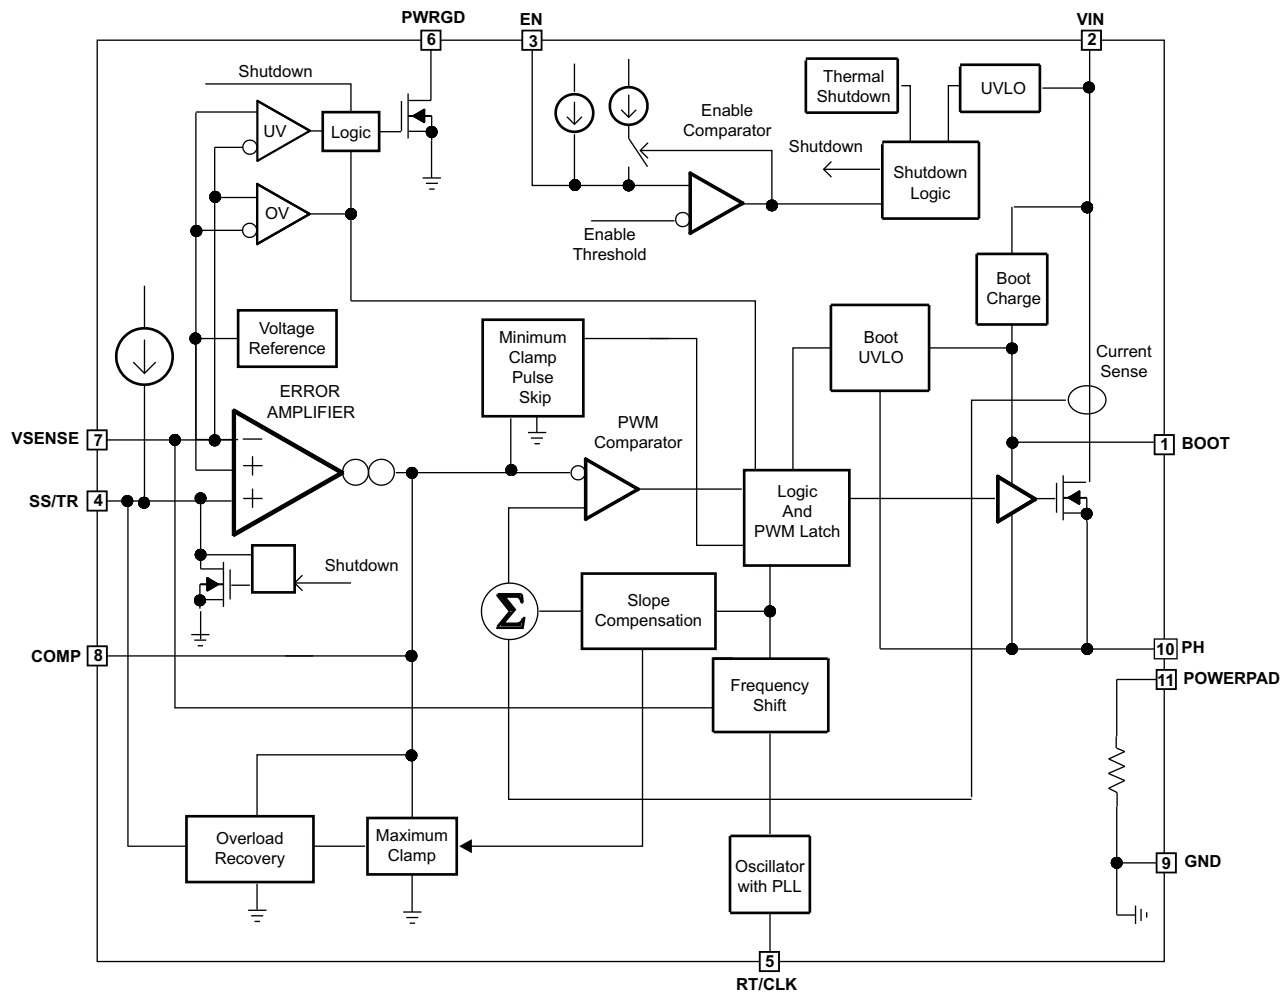 PWRGD
EN
VIN
6
3
2
Shutdown
Thermal
Shutdown
UVLO
UV
Logic
Enable
Comparator
Shutdown
Shutdown
Logic
OV
Enable
Threshold
Boot
Charge
Voltage
Reference
Minimum
Clamp
Pulse
Skip
Boot
UVLO
Current
Sense
ERROR
AMPLIFIER
PWM
Comparator
VSENSE
7
1
BOOT
SS/TR
4
−
+
+
Logic
And
PWM Latch
Shutdown
Σ
Slope
Compensation
COMP
8
10
PH
11
POWERPAD
Frequency
Shift
Overload
Recovery
Maximum
Clamp
Oscillator
with PLL
9
GND
5
RT/CLK